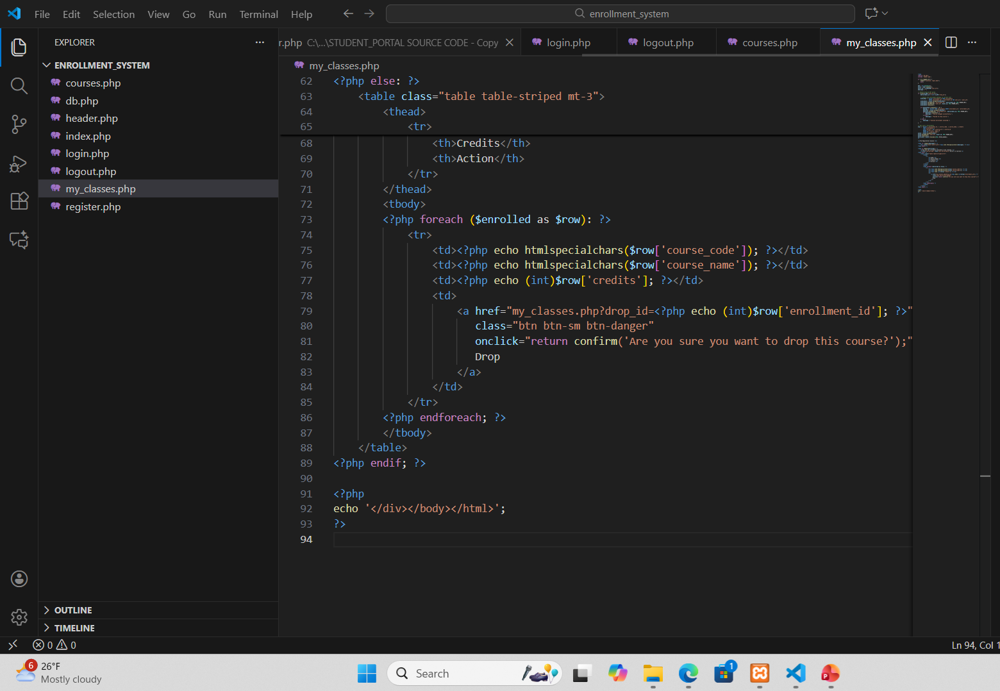 File Edit Selection View Go Run Terminal Help
enrollment_system
EXPLORER
r.php C:\...\STUDENT_PORTAL SOURCE CODE - Copy
login.php
logout.php
courses.php
my_classes.php
ENROLLMENT_SYSTEM
courses.php
db.php
header.php
index.php
login.php
logout.php
my_classes.php
register.php
OUTLINE
TIMELINE
my_classes.php
62 <?php else: ?>
63 <table class="table table-striped mt-3">
64 <thead>
65 <tr>
68 <th>Credits</th>
69 <th>Action</th>
70 </tr>
71 </thead>
72 <tbody>
73 <?php foreach ($enrolled as $row): ?>
74 <tr>
75 <td><?php echo htmlspecialchars($row['course_code']); ?></td>
76 <td><?php echo htmlspecialchars($row['course_name']); ?></td>
77 <td><?php echo (int)$row['credits']; ?></td>
78 <td>
79 <a href="my_classes.php?drop_id=<?php echo (int)$row['enrollment_id']; ?>"
80 class="btn btn-sm btn-danger"
81 onclick="return confirm('Are you sure you want to drop this course?');"
82 Drop
83 </a>
84 </td>
85 </tr>
86 <?php endforeach; ?>
87 </tbody>
88 </table>
89 <?php endif; ?>
90
91 <?php
92 echo '</div></body></html>';
93 ?>
94
0 0
Ln 94, Col 1
6
26°F
Mostly cloudy
Search
1
P